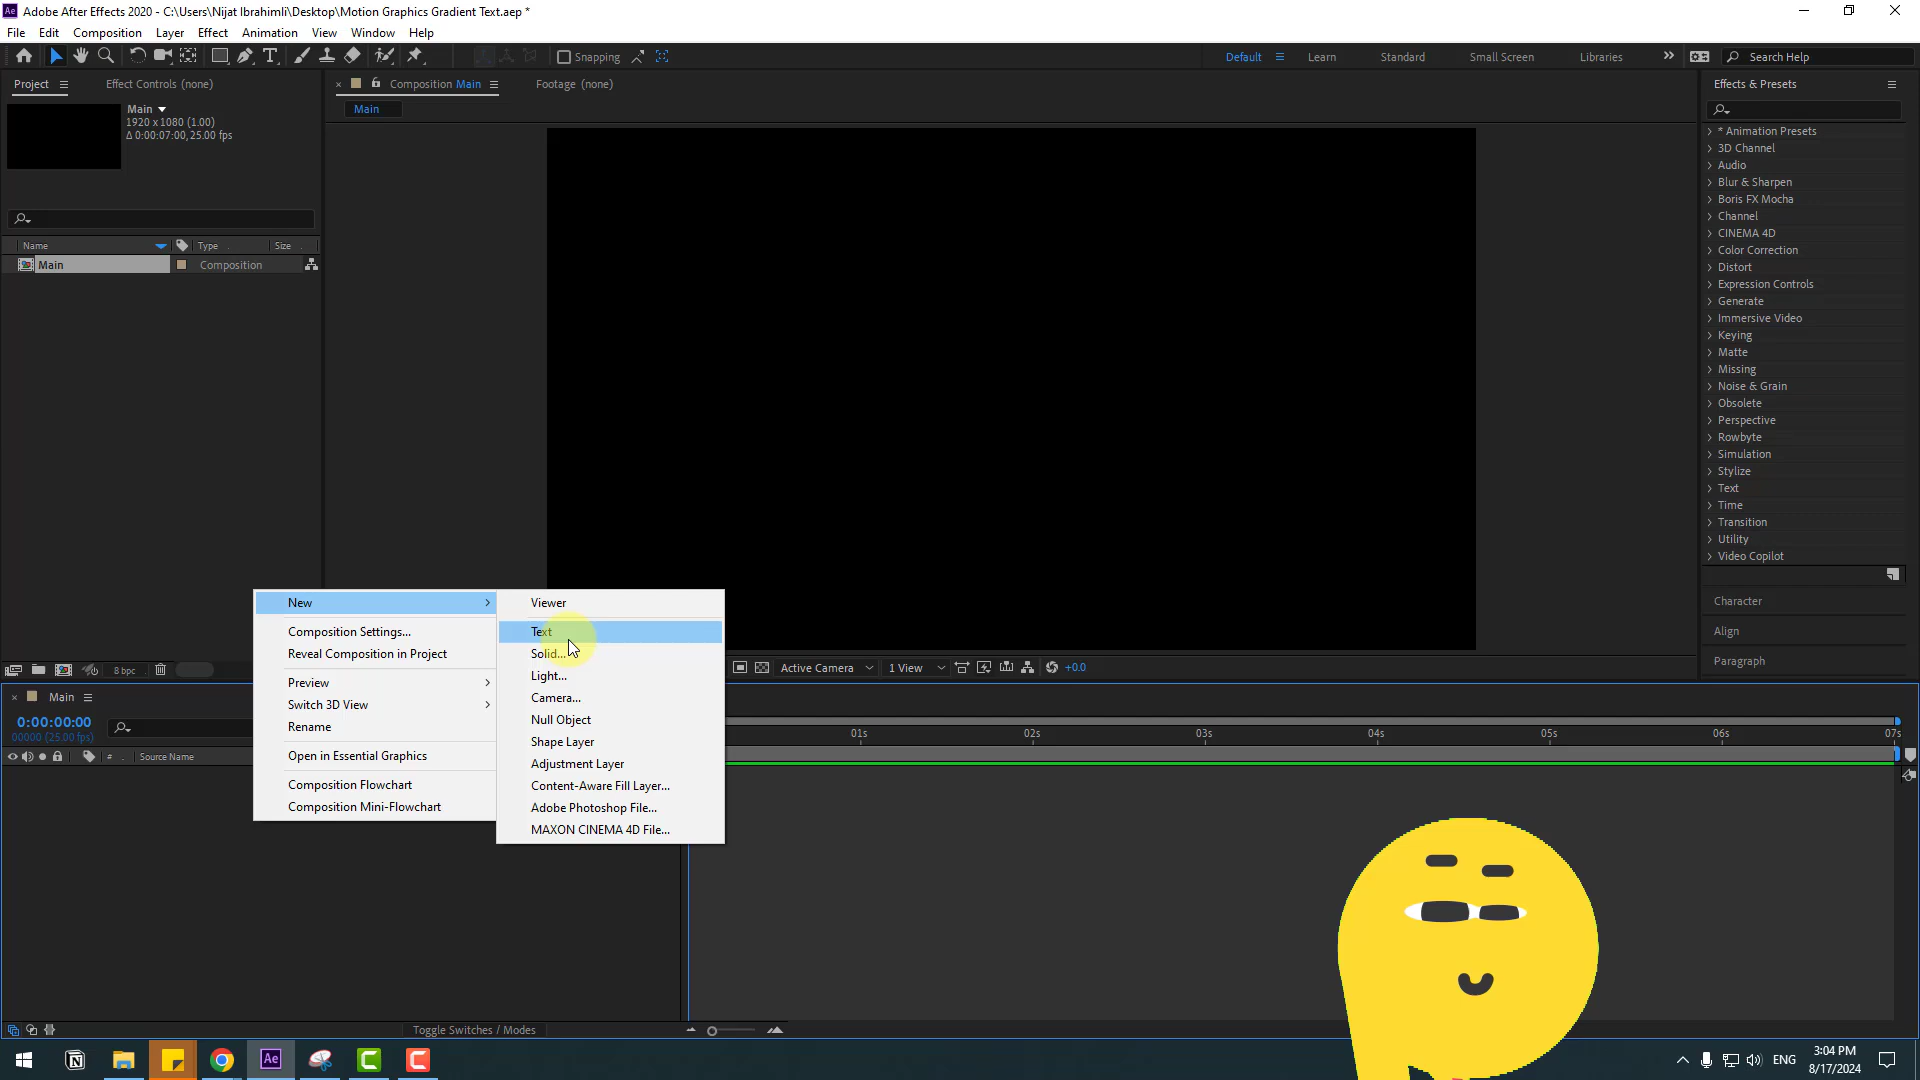 Adobe After Effects 2020 - C:\Users\Nijat Ibrahimli\Desktop\Motion Graphics Gradient Text.aep *
File Edit Composition Layer Effect Animation View Window Help
Snapping
Default Learn Standard Small Screen Libraries
Search Help
Project Effect Controls (none)
Composition Main
Footage (none)
Effects & Presets
Main
1920 x 1080 (1.00)
Δ 0:00:07:00, 25.00 fps
Main
* Animation Presets
3D Channel
Audio
Blur & Sharpen
Boris FX Mocha
Channel
CINEMA 4D
Color Correction
Distort
Expression Controls
Generate
Immersive Video
Keying
Matte
Missing
Noise & Grain
Obsolete
Perspective
Rowbyte
Simulation
Stylize
Text
Time
Transition
Utility
Video Copilot
Character
Align
Paragraph
Name Type Size
Main Composition
New
Composition Settings...
Reveal Composition in Project
Preview
Switch 3D View
Rename
Open in Essential Graphics
Composition Flowchart
Composition Mini-Flowchart
Viewer
Text
Solid...
Light...
Camera...
Null Object
Shape Layer
Adjustment Layer
Content-Aware Fill Layer...
Adobe Photoshop File...
MAXON CINEMA 4D File...
8 bpc
Active Camera 1 View +0.0
Main
0:00:00:00
00000 (25.00 fps)
# Source Name
01s 02s 03s 04s 05s 06s 07s
Toggle Switches / Modes
Ae
ENG
3:04 PM
8/17/2024